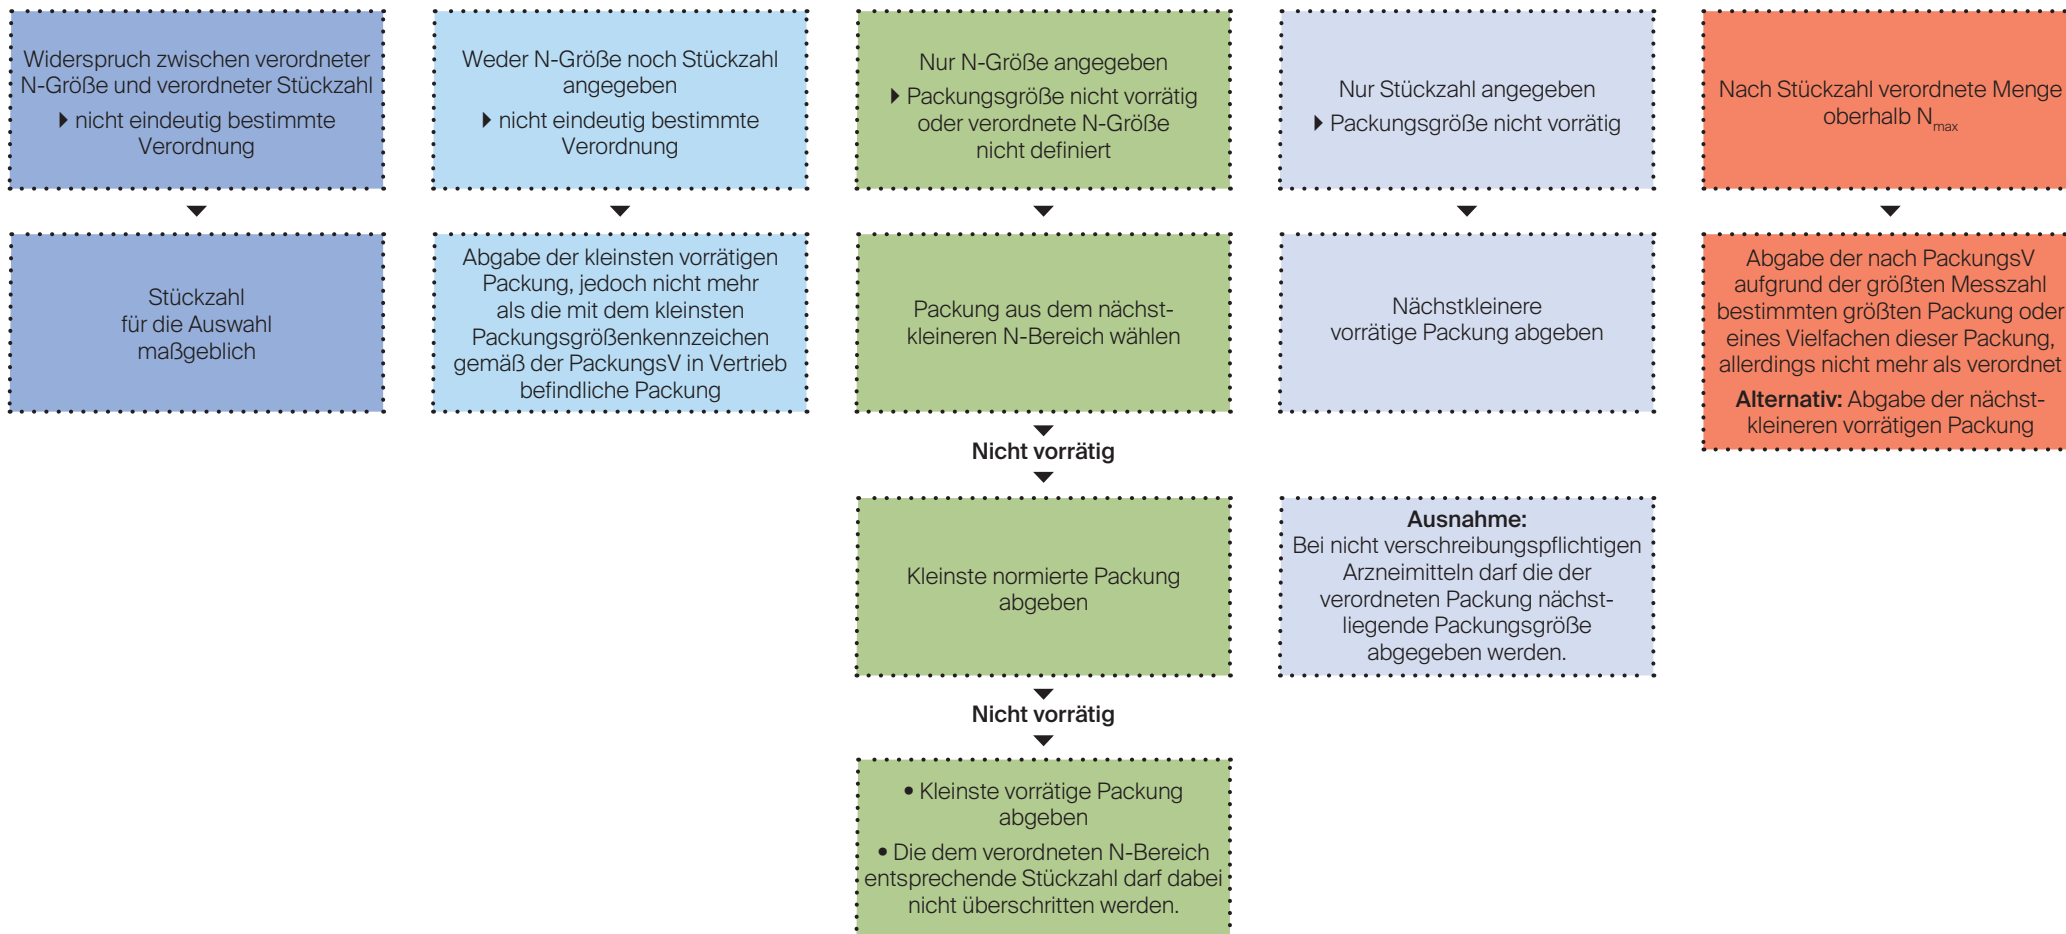 Widerspruch zwischen verordneter
N-Größe und verordneter Stückzahl
▶ nicht eindeutig bestimmte
Verordnung
Weder N-Größe noch Stückzahl
angegeben
▶ nicht eindeutig bestimmte
Verordnung
Nur N-Größe angegeben
▶ Packungsgröße nicht vorrätig
oder verordnete N-Größe
nicht definiert
Nur Stückzahl angegeben
▶ Packungsgröße nicht vorrätig
Nach Stückzahl verordnete Menge
oberhalb Nmax
Stückzahl
für die Auswahl
maßgeblich
Abgabe der kleinsten vorrätigen
Packung, jedoch nicht mehr
als die mit dem kleinsten
Packungsgrößenkennzeichen
gemäß der PackungsV in Vertrieb
befindliche Packung
Packung aus dem nächst-
kleineren N-Bereich wählen
Nächstkleinere
vorrätige Packung abgeben
Abgabe der nach PackungsV
aufgrund der größten Messzahl
bestimmten größten Packung oder
eines Vielfachen dieser Packung,
allerdings nicht mehr als verordnet
Alternativ: Abgabe der nächst-
kleineren vorrätigen Packung
Nicht vorrätig
Kleinste normierte Packung
abgeben
Ausnahme:
Bei nicht verschreibungspflichtigen
Arzneimitteln darf die der
verordneten Packung nächst-
liegende Packungsgröße
abgegeben werden.
Nicht vorrätig
• Kleinste vorrätige Packung
abgeben
• Die dem verordneten N-Bereich
entsprechende Stückzahl darf dabei
nicht überschritten werden.